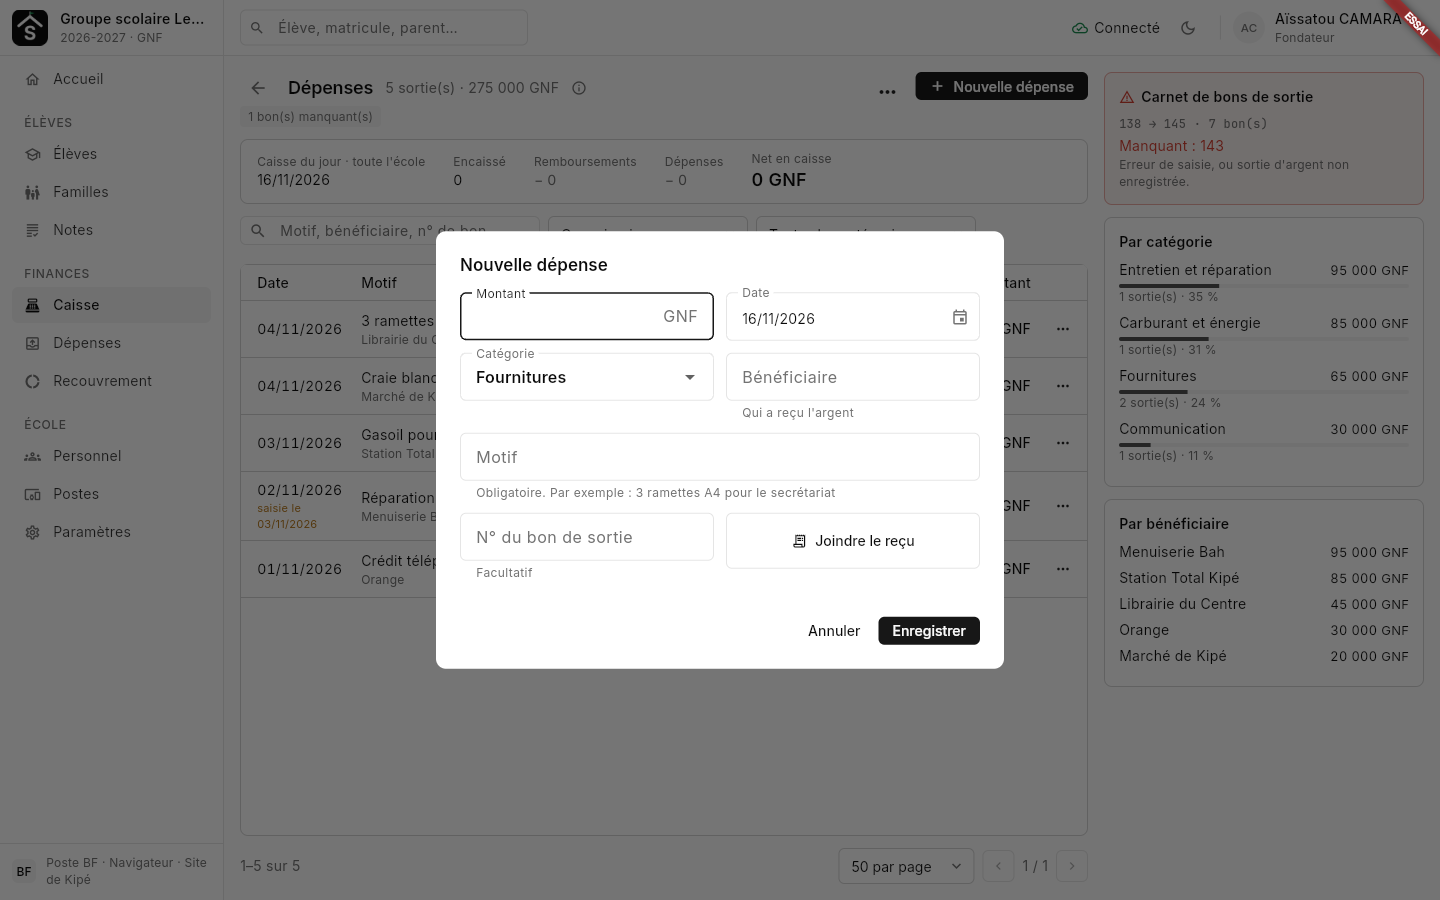 Groupe scolaire Le...
2026-2027 · GNF
Élève, matricule, parent...
Connecté
AC
Aïssatou CAMARA
Fondateur
ESSAI
Accueil
ÉLÈVES
Élèves
Familles
Notes
FINANCES
Caisse
Dépenses
Recouvrement
ÉCOLE
Personnel
Postes
Paramètres
BF
Poste BF · Navigateur · Site
de Kipé
Dépenses
5 sortie(s) · 275 000 GNF
Nouvelle dépense
1 bon(s) manquant(s)
Caisse du jour · toute l'école
16/11/2026
Encaissé
0
Remboursements
– 0
Dépenses
– 0
Net en caisse
0 GNF
Motif, bénéficiaire, n° de bon
Date
Motif
04/11/2026
3 ramettes
Librairie du C
GNF
04/11/2026
Craie blanc
Marché de K
GNF
03/11/2026
Gasoil pour
Station Total
GNF
02/11/2026
saisie le
03/11/2026
Réparation
Menuiserie B
GNF
01/11/2026
Crédit télép
Orange
GNF
1–5 sur 5
50 par page
1 / 1
Nouvelle dépense
Montant
GNF
Date
16/11/2026
Catégorie
Fournitures
Bénéficiaire
Qui a reçu l'argent
Motif
Obligatoire. Par exemple : 3 ramettes A4 pour le secrétariat
N° du bon de sortie
Facultatif
Joindre le reçu
Annuler
Enregistrer
Carnet de bons de sortie
138 → 145 · 7 bon(s)
Manquant : 143
Erreur de saisie, ou sortie d'argent non
enregistrée.
Par catégorie
Entretien et réparation 95 000 GNF
1 sortie(s) · 35 %
Carburant et énergie 85 000 GNF
1 sortie(s) · 31 %
Fournitures 65 000 GNF
2 sortie(s) · 24 %
Communication 30 000 GNF
1 sortie(s) · 11 %
Par bénéficiaire
Menuiserie Bah 95 000 GNF
Station Total Kipé 85 000 GNF
Librairie du Centre 45 000 GNF
Orange 30 000 GNF
Marché de Kipé 20 000 GNF